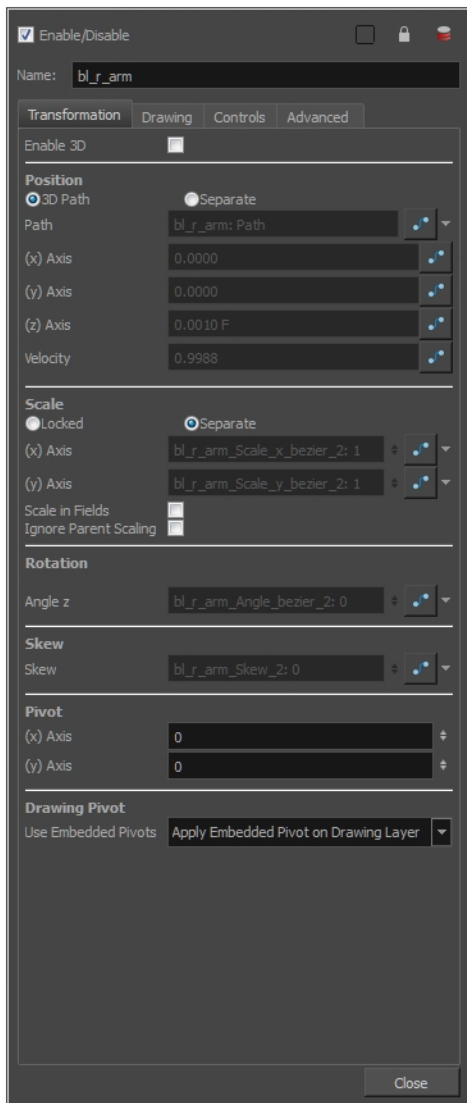 Enable/Disable
Name: bl_r_arm
Transformation Drawing Controls Advanced
Enable 3D
Position
3D Path Separate
Path bl_r_arm: Path
(x) Axis 0.0000
(y) Axis 0.0000
(z) Axis 0.0010 F
Velocity 0.9988
Scale
Locked Separate
(x) Axis bl_r_arm_Scale_x_bezier_2: 1
(y) Axis bl_r_arm_Scale_y_bezier_2: 1
Scale in Fields
Ignore Parent Scaling
Rotation
Angle z bl_r_arm_Angle_bezier_2: 0
Skew
Skew bl_r_arm_Skew_2: 0
Pivot
(x) Axis 0
(y) Axis 0
Drawing Pivot
Use Embedded Pivots Apply Embedded Pivot on Drawing Layer
Close